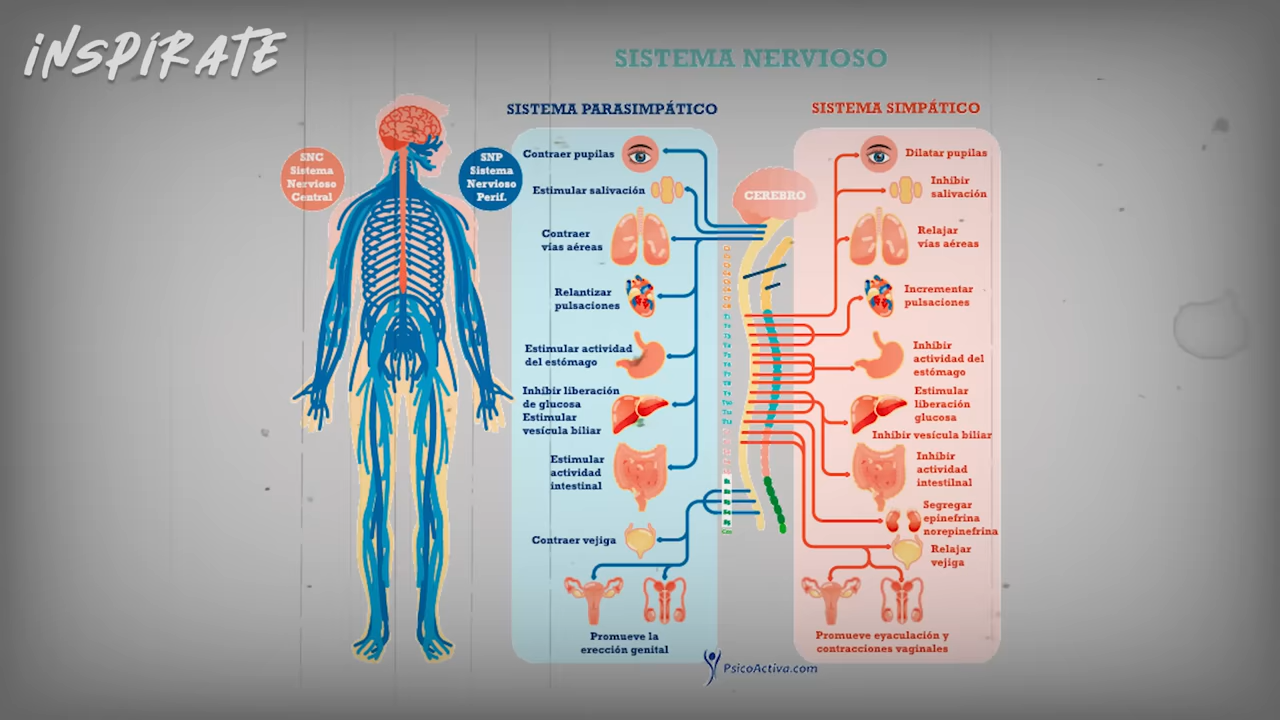 iNSPÍRATE
SISTEMA NERVIOSO
SISTEMA PARASIMPÁTICO
SISTEMA SIMPÁTICO
SNC
Sistema
Nervioso
Central
SNP
Sistema
Nervioso
Perif.
Contraer pupilas
Estimular salivación
Contraer
vías aéreas
Relantizar
pulsaciones
Estimular actividad
del estómago
Inhibir liberación
de glucosa
Estimular
vesícula biliar
Estimular
actividad
intestinal
Contraer vejiga
Promueve la
erección genital
CEREBRO
Dilatar pupilas
Inhibir
salivación
Relajar
vías aéreas
Incrementar
pulsaciones
Inhibir
actividad del
estómago
Estimular
liberación
glucosa
Inhibir vesícula biliar
Inhibir
actividad
intestilnal
Segregar
epinefrina
norepinefrina
Relajar
vejiga
Promueve eyaculación y
contracciones vaginales
PsicoActiva.com